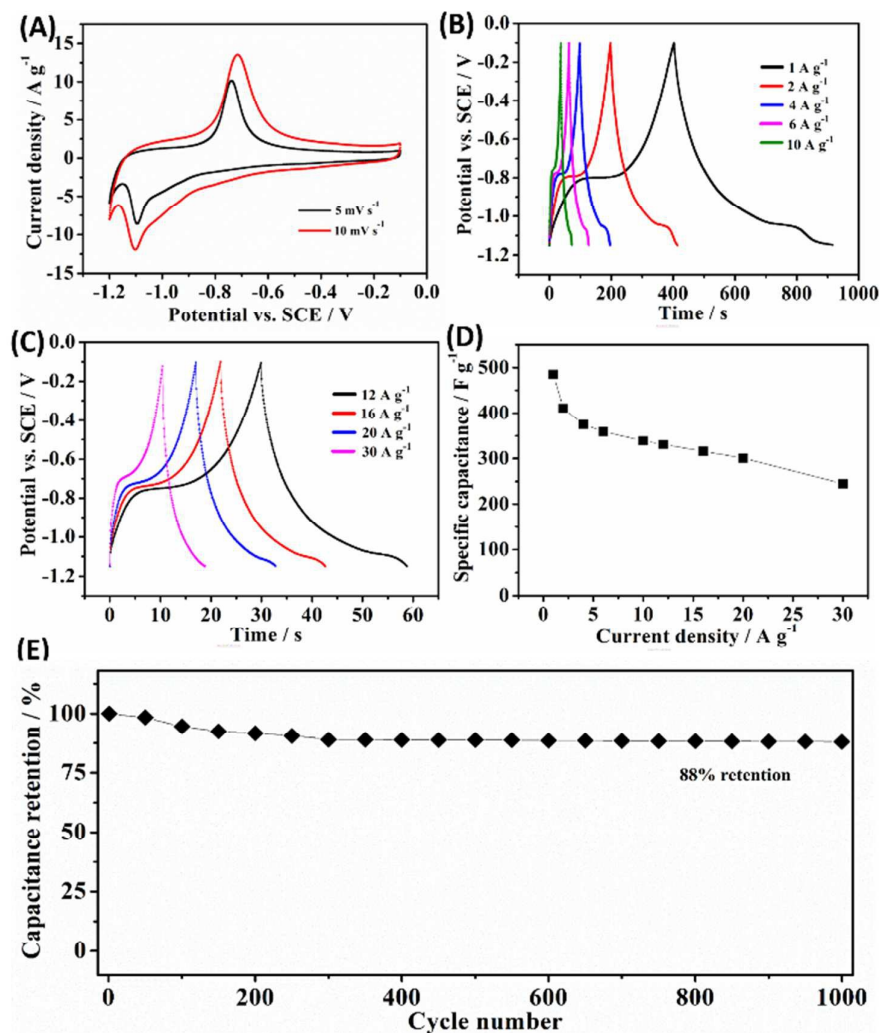 (A)
Current density / A g⁻¹
15
10
5
0
-5
-10
-15
5 mV s⁻¹
10 mV s⁻¹
-1.2 -1.0 -0.8 -0.6 -0.4 -0.2 0.0
Potential vs. SCE / V
(B)
Potential vs. SCE / V
0.0
-0.2
-0.4
-0.6
-0.8
-1.0
-1.2
1 A g⁻¹
2 A g⁻¹
4 A g⁻¹
6 A g⁻¹
10 A g⁻¹
0 200 400 600 800 1000
Time / s
(C)
Potential vs. SCE / V
0.0
-0.2
-0.4
-0.6
-0.8
-1.0
-1.2
12 A g⁻¹
16 A g⁻¹
20 A g⁻¹
30 A g⁻¹
0 10 20 30 40 50 60
Time / s
(D)
Specific capacitance / F g⁻¹
500
400
300
200
100
0
0 5 10 15 20 25 30
Current density / A g⁻¹
(E)
Capacitance retention / %
100
75
50
25
0
88% retention
0 200 400 600 800 1000
Cycle number